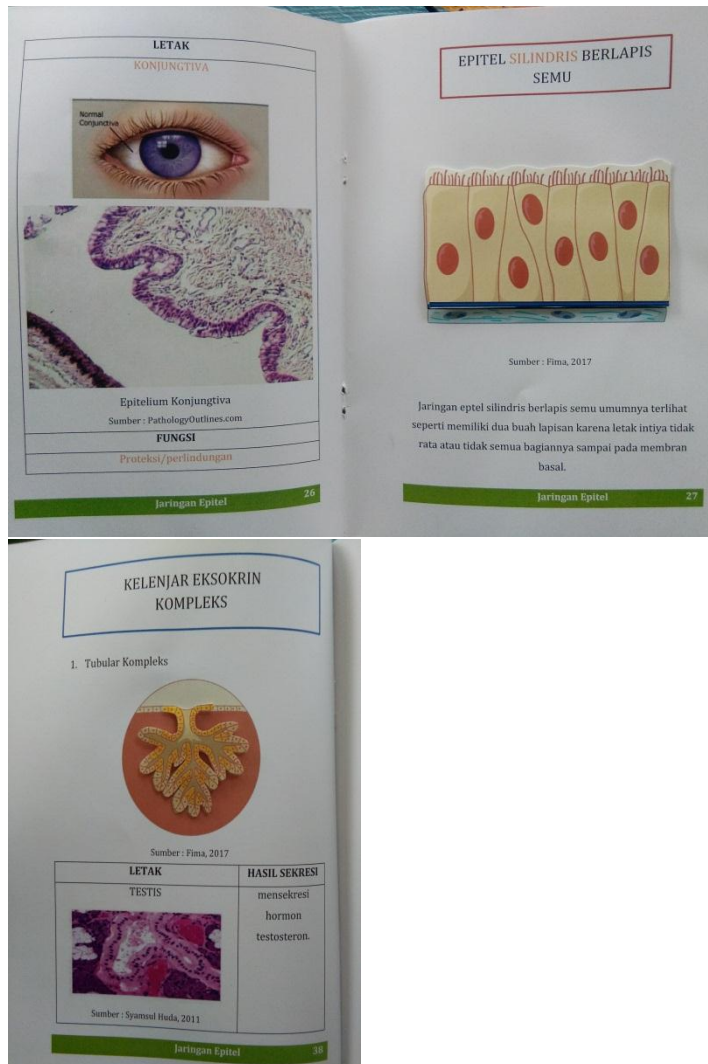 LETAK
KONJUNGTIVA
Normal
Conjunctiva
Epitelium Konjungtiva
Sumber : PathologyOutlines.com
FUNGSI
Proteksi/perlindungan
Jaringan Epitel
26
EPITEL SILINDRIS BERLAPIS
SEMU
Sumber : Fima, 2017
Jaringan eptel silindris berlapis semu umumnya terlihat
seperti memiliki dua buah lapisan karena letak intiya tidak
rata atau tidak semua bagiannya sampai pada membran
basal.
Jaringan Epitel
27
KELENJAR EKSOKRIN
KOMPLEKS
1. Tubular Kompleks
Sumber : Fima, 2017
LETAK
HASIL SEKRESI
TESTIS
mensekresi
hormon
testosteron.
Sumber : Syamsul Huda, 2011
Jaringan Epitel
38